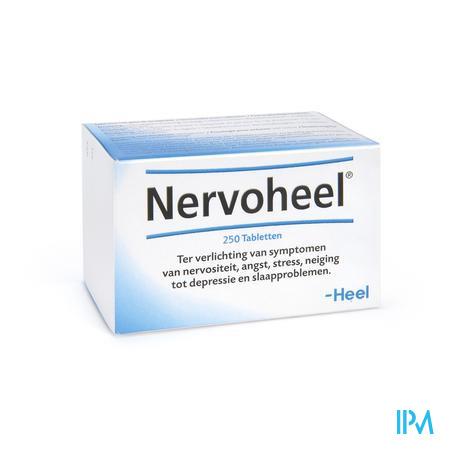 Nervoheel®
250 Tabletten
Ter verlichting van symptomen
van nervositeit, angst, stress, neiging
tot depressie en slaapproblemen.
-Heel
IPM